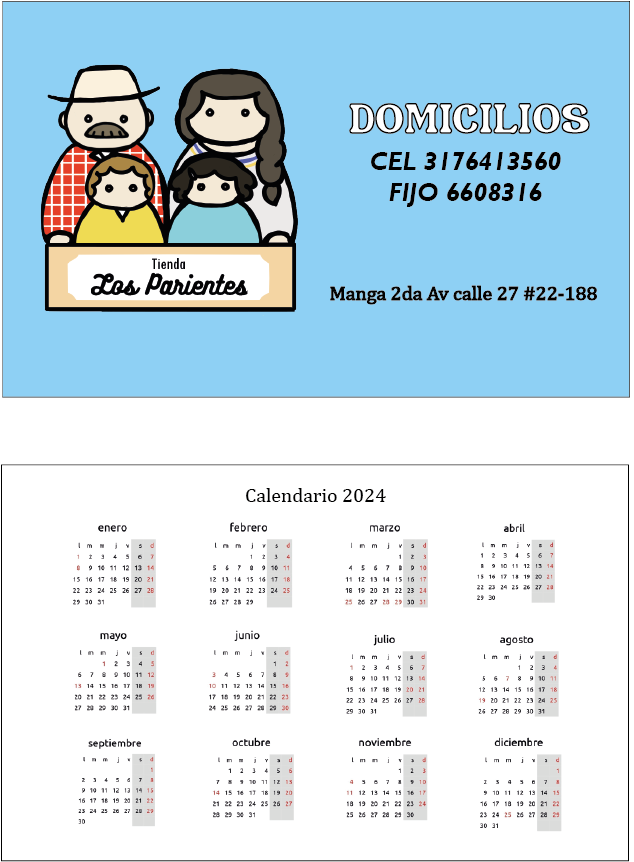 DOMICILIOS
CEL 3176413560
FIJO 6608316
Tienda
Los Parientes
Manga 2da Av calle 27 #22-188
Calendario 2024
enero
l m m j v s d
1 2 3 4 5 6 7
8 9 10 11 12 13 14
15 16 17 18 19 20 21
22 23 24 25 26 27 28
29 30 31
febrero
l m m j v s d
1 2 3 4
5 6 7 8 9 10 11
12 13 14 15 16 17 18
19 20 21 22 23 24 25
26 27 28 29
marzo
l m m j v s d
1 2 3
4 5 6 7 8 9 10
11 12 13 14 15 16 17
18 19 20 21 22 23 24
25 26 27 28 29 30 31
abril
l m m j v s d
1 2 3 4 5 6 7
8 9 10 11 12 13 14
15 16 17 18 19 20 21
22 23 24 25 26 27 28
29 30
mayo
l m m j v s d
1 2 3 4 5
6 7 8 9 10 11 12
13 14 15 16 17 18 19
20 21 22 23 24 25 26
27 28 29 30 31
junio
l m m j v s d
1 2
3 4 5 6 7 8 9
10 11 12 13 14 15 16
17 18 19 20 21 22 23
24 25 26 27 28 29 30
julio
l m m j v s d
1 2 3 4 5 6 7
8 9 10 11 12 13 14
15 16 17 18 19 20 21
22 23 24 25 26 27 28
29 30 31
agosto
l m m j v s d
1 2 3 4
5 6 7 8 9 10 11
12 13 14 15 16 17 18
19 20 21 22 23 24 25
26 27 28 29 30 31
septiembre
l m m j v s d
1
2 3 4 5 6 7 8
9 10 11 12 13 14 15
16 17 18 19 20 21 22
23 24 25 26 27 28 29
30
octubre
l m m j v s d
1 2 3 4 5 6
7 8 9 10 11 12 13
14 15 16 17 18 19 20
21 22 23 24 25 26 27
28 29 30 31
noviembre
l m m j v s d
1 2 3
4 5 6 7 8 9 10
11 12 13 14 15 16 17
18 19 20 21 22 23 24
25 26 27 28 29 30
diciembre
l m m j v s d
1
2 3 4 5 6 7 8
9 10 11 12 13 14 15
16 17 18 19 20 21 22
23 24 25 26 27 28 29
30 31